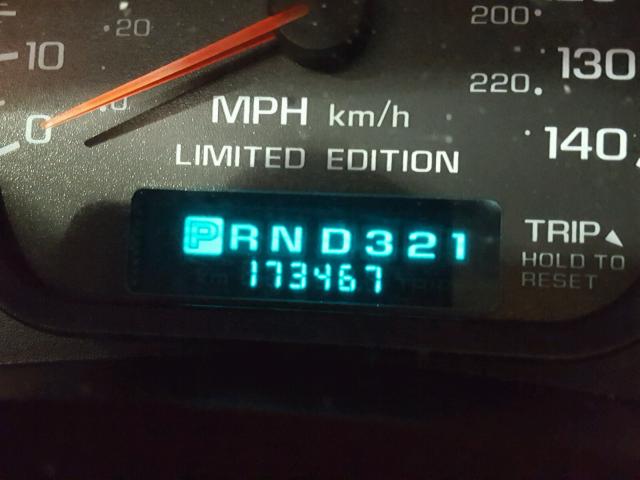 200
20
10
130
220
0
MPH km/h
140
LIMITED EDITION
PRND321
TRIP
173467
HOLD TO
RESET